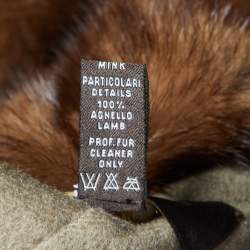 MINK
PARTICOLARI
DETAILS
100%
AGNELLO
LAMB
PROF.FUR
CLEANER
ONLY